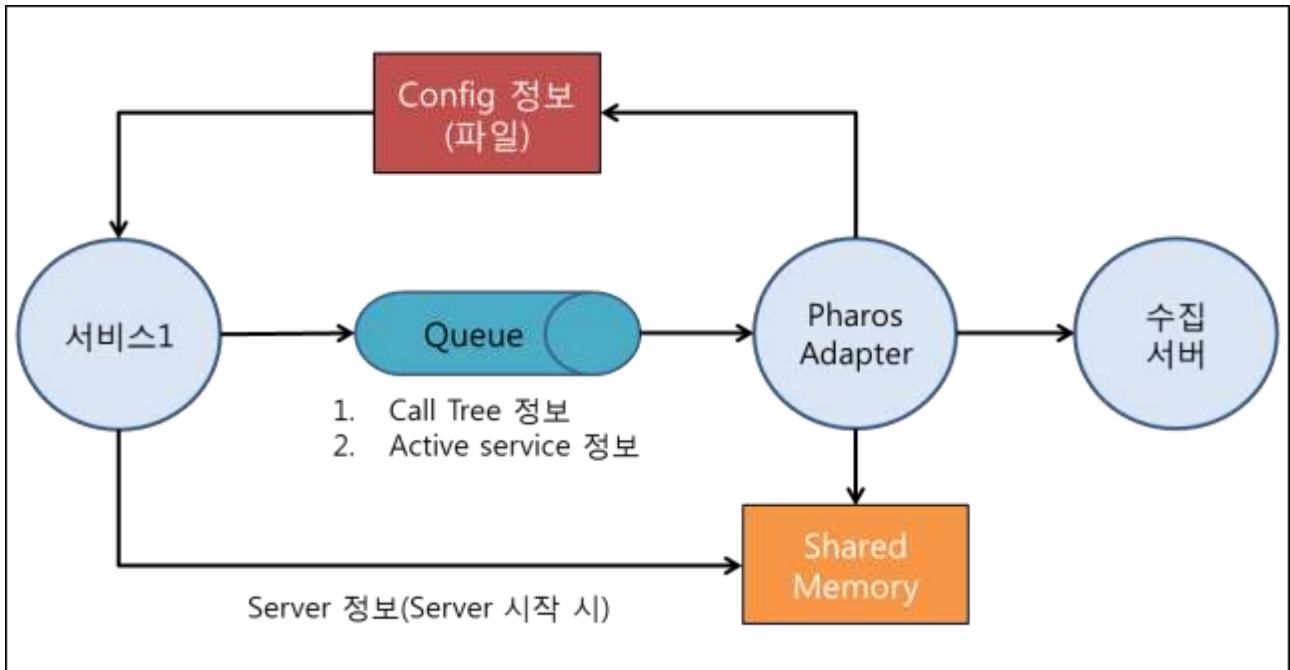 Config 정보
(파일)
서비스1
Queue
Pharos
Adapter
수집
서버
1. Call Tree 정보
2. Active service 정보
Shared
Memory
Server 정보(Server 시작 시)